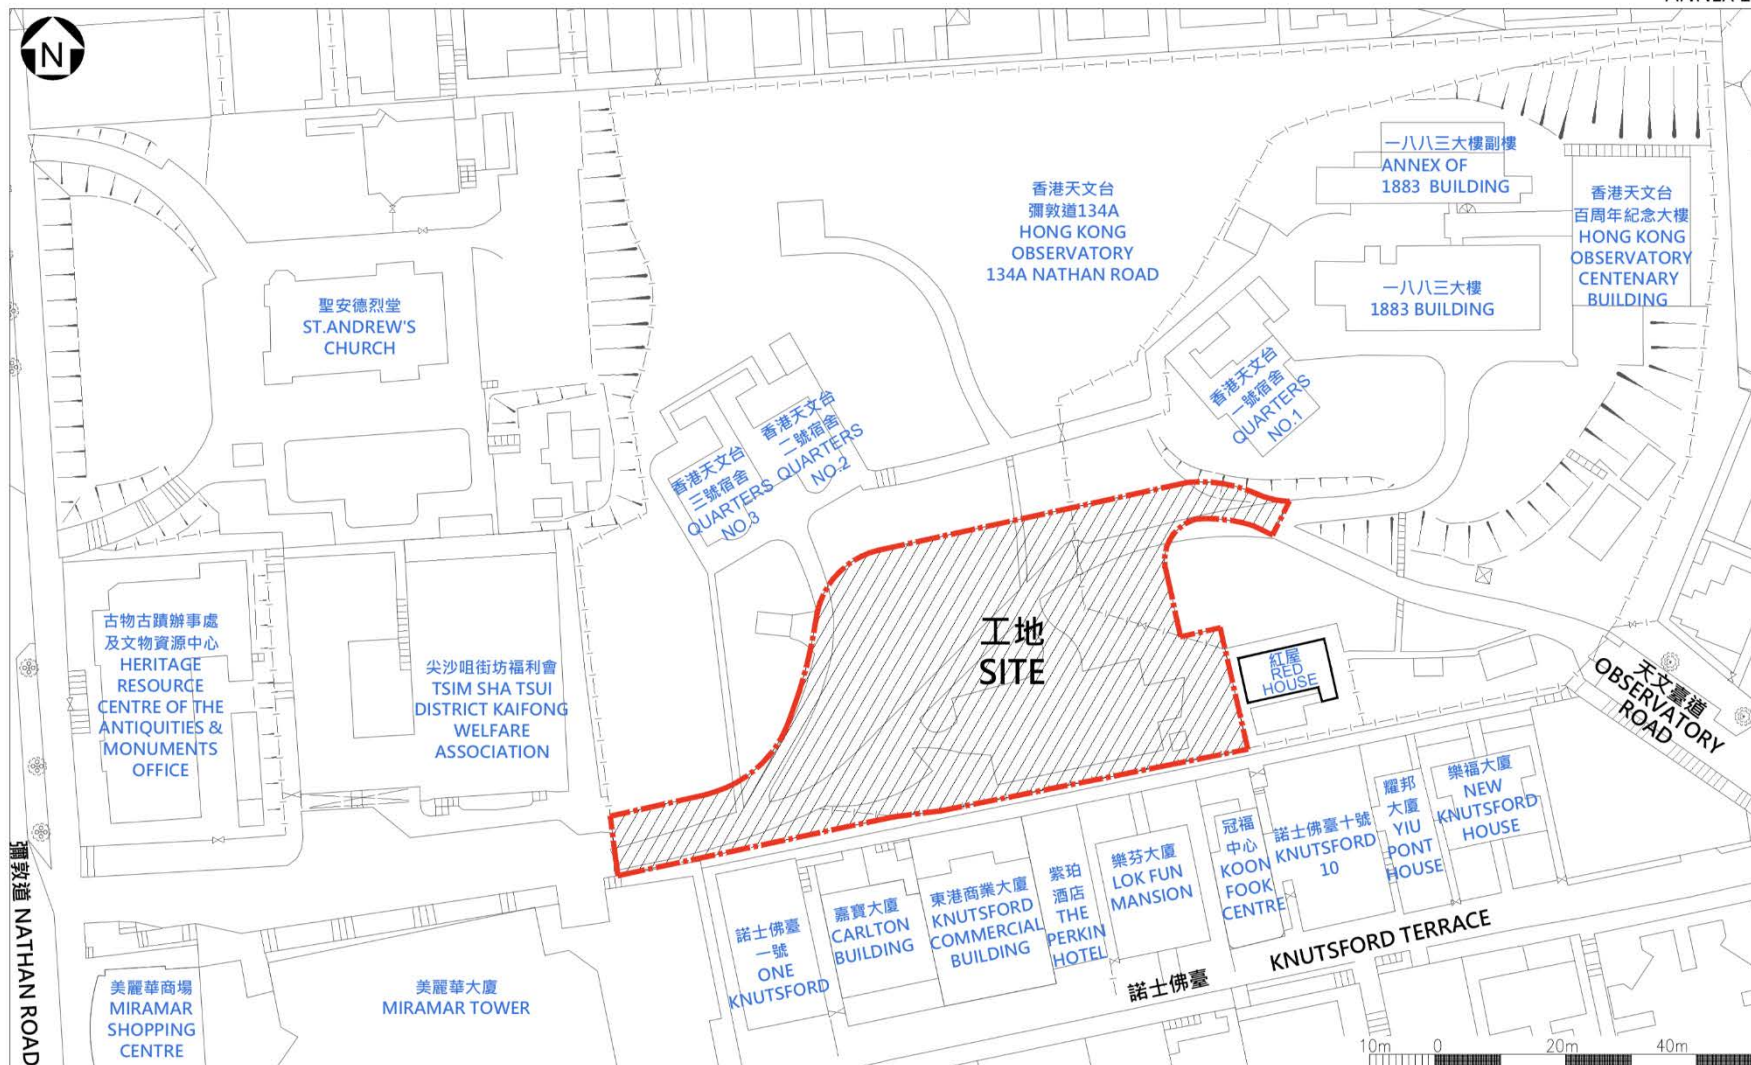 N
香港天文台
彌敦道134A
HONG KONG
OBSERVATORY
134A NATHAN ROAD
一八八三大樓副樓
ANNEX OF
1883 BUILDING
香港天文台
百周年紀念大樓
HONG KONG
OBSERVATORY
CENTENARY
BUILDING
一八八三大樓
1883 BUILDING
聖安德烈堂
ST.ANDREW'S
CHURCH
香港天文台
一號宿舍
QUARTERS
NO.1
香港天文台
二號宿舍
QUARTERS
NO.2
香港天文台
三號宿舍
QUARTERS
NO.3
古物古蹟辦事處
及文物資源中心
HERITAGE
RESOURCE
CENTRE OF THE
ANTIQUITIES &
MONUMENTS
OFFICE
尖沙咀街坊福利會
TSIM SHA TSUI
DISTRICT KAIFONG
WELFARE
ASSOCIATION
工地
SITE
紅屋
RED
HOUSE
天文臺道
OBSERVATORY
ROAD
彌敦道 NATHAN ROAD
美麗華商場
MIRAMAR
SHOPPING
CENTRE
美麗華大廈
MIRAMAR TOWER
諾士佛臺
一號
ONE
KNUTSFORD
嘉寶大廈
CARLTON
BUILDING
東港商業大廈
KNUTSFORD
COMMERCIAL
BUILDING
紫珀
酒店
THE
PERKIN
HOTEL
樂芬大廈
LOK FUN
MANSION
冠福
中心
KOON
FOOK
CENTRE
諾士佛臺十號
KNUTSFORD
10
耀邦
大廈
YIU
PONT
HOUSE
樂福大廈
NEW
KNUTSFORD
HOUSE
諾士佛臺
KNUTSFORD TERRACE
10m 0 20m 40m